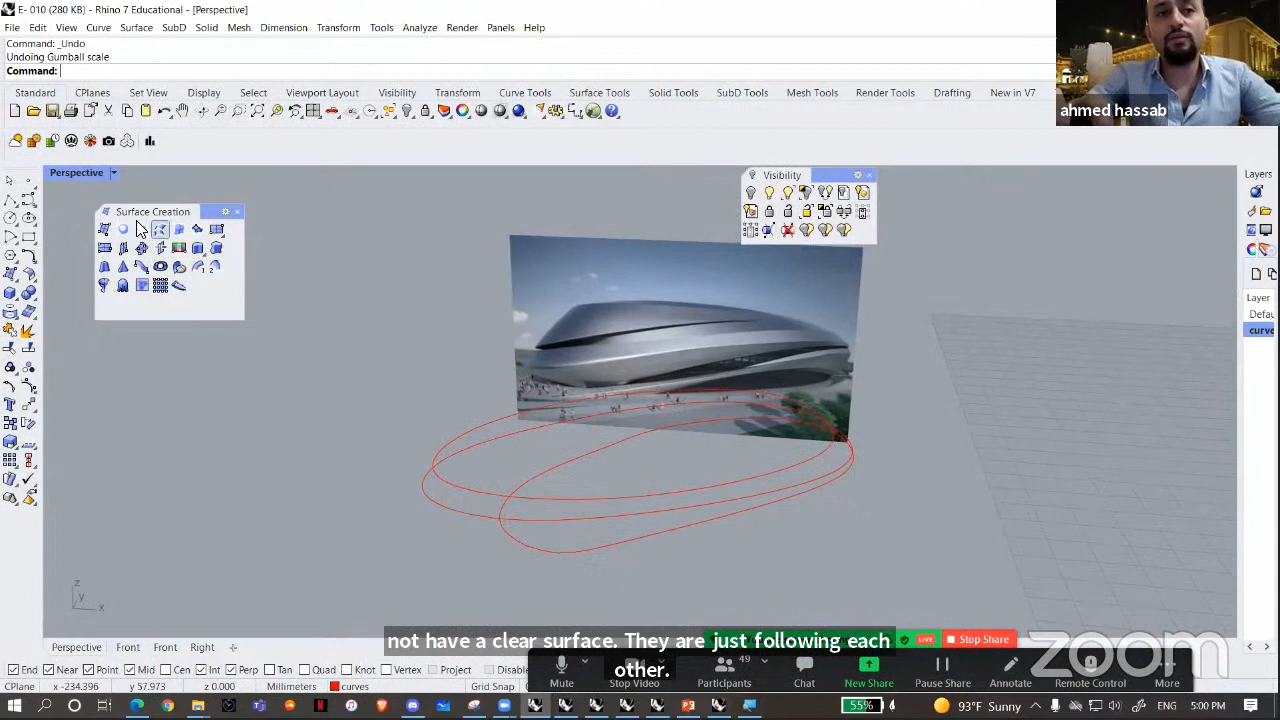 E- 010 (280 KB) - Rhino 7 Educational - [Perspective]
File Edit View Curve Surface SubD Solid Mesh Dimension Transform Tools Analyze Render Panels Help
Command: _Undo
Undoing Gumball scale
Command:
Standard CPlanes Set View Display Select Viewport Layout Visibility Transform Curve Tools Surface Tools Solid Tools SubD Tools Mesh Tools Render Tools Drafting New in V7
ahmed hassab
Perspective
Visibility
Layers
Surface Creation
Layer
Defau
curve
z
y
x
not have a clear surface. They are just following each
other.
LIVE
Stop Share
zoom
Perspective Front Front Right
49
End Near Point Mid Cen Int Perp Tan Quad Knot Vertex Project
Mute Stop Video Participants Chat New Share Pause Share Annotate Remote Control More
CPlane x -234.396 y 57.973 z 0.000 Millimeters curves Grid Snap
55% 93°F Sunny 5:00 PM